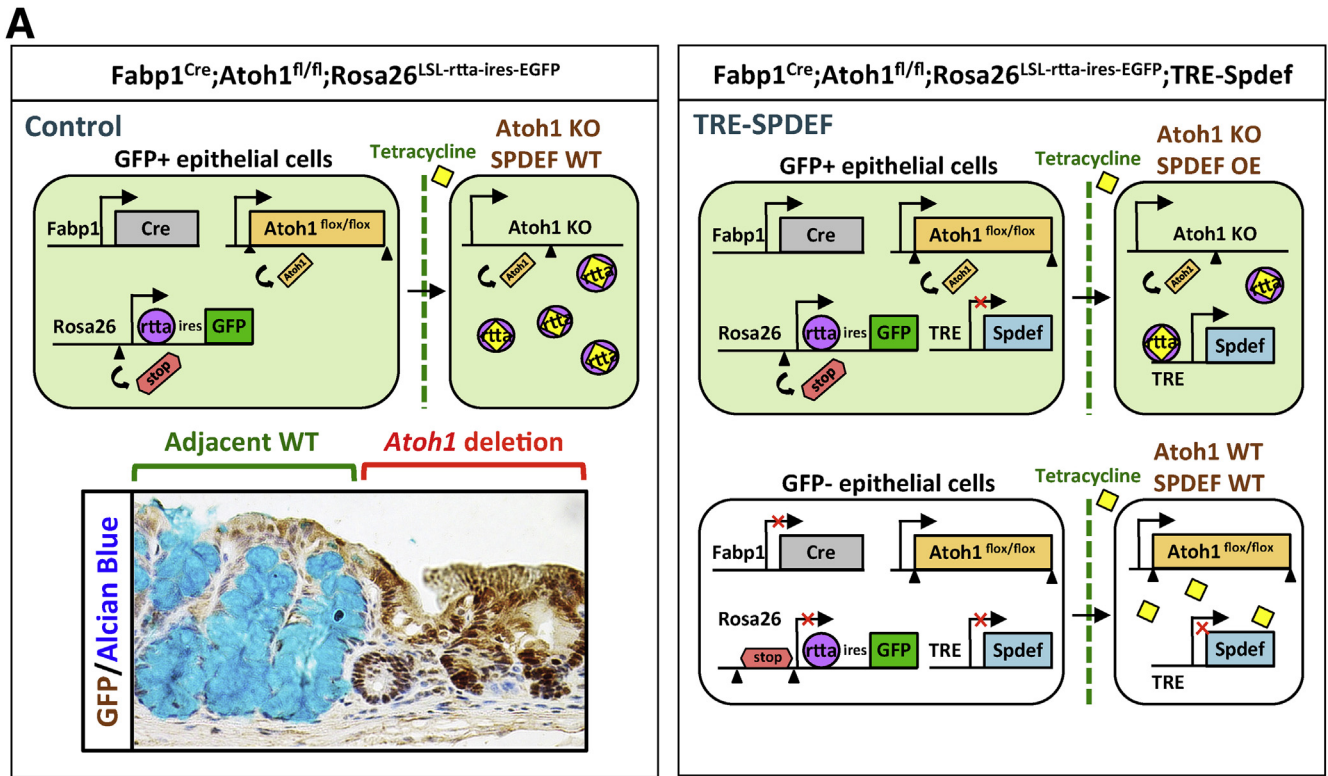 A
Fabp1Cre;Atoh1fl/fl;Rosa26LSL-rtta-ires-EGFP
Control
GFP+ epithelial cells
Tetracycline
Atoh1 KO
SPDEF WT
Fabp1
Cre
Atoh1 flox/flox
Atoh1
Rosa26
rtta
ires
GFP
stop
Atoh1 KO
Atoh1
rtta
rtta
rtta
rtta
Adjacent WT
Atoh1 deletion
GFP/Alcian Blue
Fabp1Cre;Atoh1fl/fl;Rosa26LSL-rtta-ires-EGFP;TRE-Spdef
TRE-SPDEF
GFP+ epithelial cells
Tetracycline
Atoh1 KO
SPDEF OE
Fabp1
Cre
Atoh1 flox/flox
Atoh1
Rosa26
rtta
ires
GFP
TRE
Spdef
stop
Atoh1 KO
Atoh1
rtta
rtta
Spdef
TRE
GFP- epithelial cells
Tetracycline
Atoh1 WT
SPDEF WT
Fabp1
Cre
Atoh1 flox/flox
Rosa26
stop
rtta
ires
GFP
TRE
Spdef
Atoh1 flox/flox
Spdef
TRE